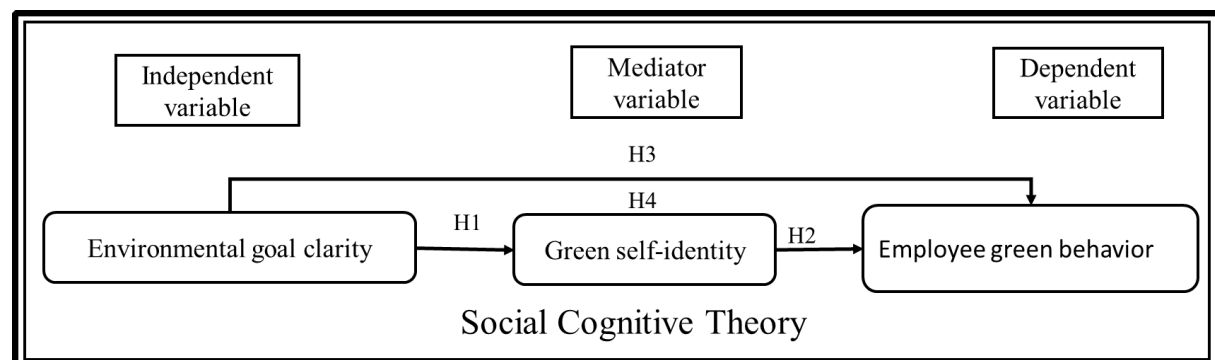 Independent
variable
Mediator
variable
Dependent
variable
H3
H4
H1
H2
Environmental goal clarity
Green self-identity
Employee green behavior
Social Cognitive Theory